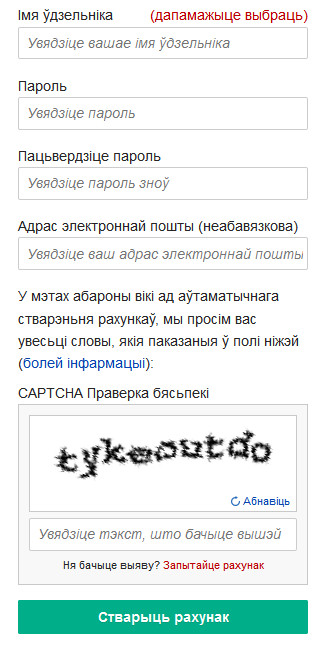 Імя ўдзельніка (дапамажыце выбраць)
Увядзіце вашае імя ўдзельніка
Пароль
Увядзіце пароль
Пацьвердзіце пароль
Увядзіце пароль зноў
Адрас электроннай пошты (неабавязкова)
Увядзіце ваш адрас электроннай пошты
У мэтах абароны вікі ад аўтаматычнага
стварэньня рахункаў, мы просім вас
увесьці словы, якія паказаныя ў полі ніжэй
(болей інфармацыі):
CAPTCHA Праверка бясьпекі
Абнавіць
Увядзіце тэкст, што бачыце вышэй
Ня бачыце выяву? Запытайце рахунак
Стварыць рахунак